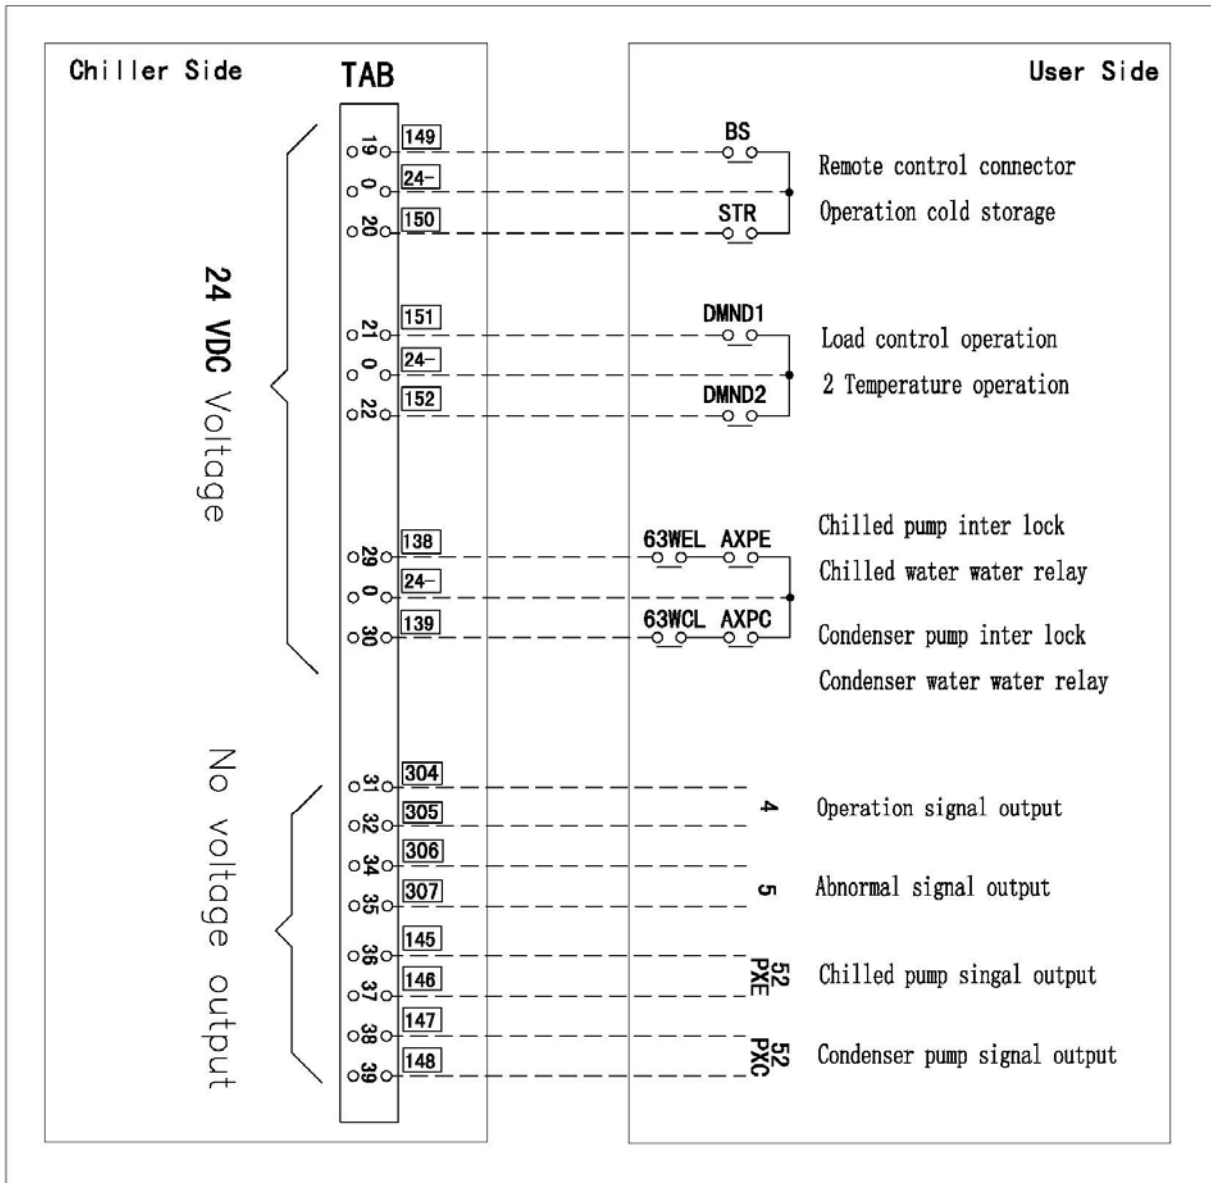 Chiller Side
TAB
User Side
24 VDC Voltage
No voltage output
19
149
BS
0
24-
Remote control connector
20
150
STR
Operation cold storage
21
151
DMND1
Load control operation
0
24-
2 Temperature operation
22
152
DMND2
29
138
63WEL AXPE
Chilled pump inter lock
Chilled water water relay
0
24-
30
139
63WCL AXPC
Condenser pump inter lock
Condenser water water relay
31
304
4
Operation signal output
32
305
34
306
5
Abnormal signal output
35
307
36
145
52
PXE
Chilled pump singal output
37
146
38
147
52
PXC
Condenser pump signal output
39
148